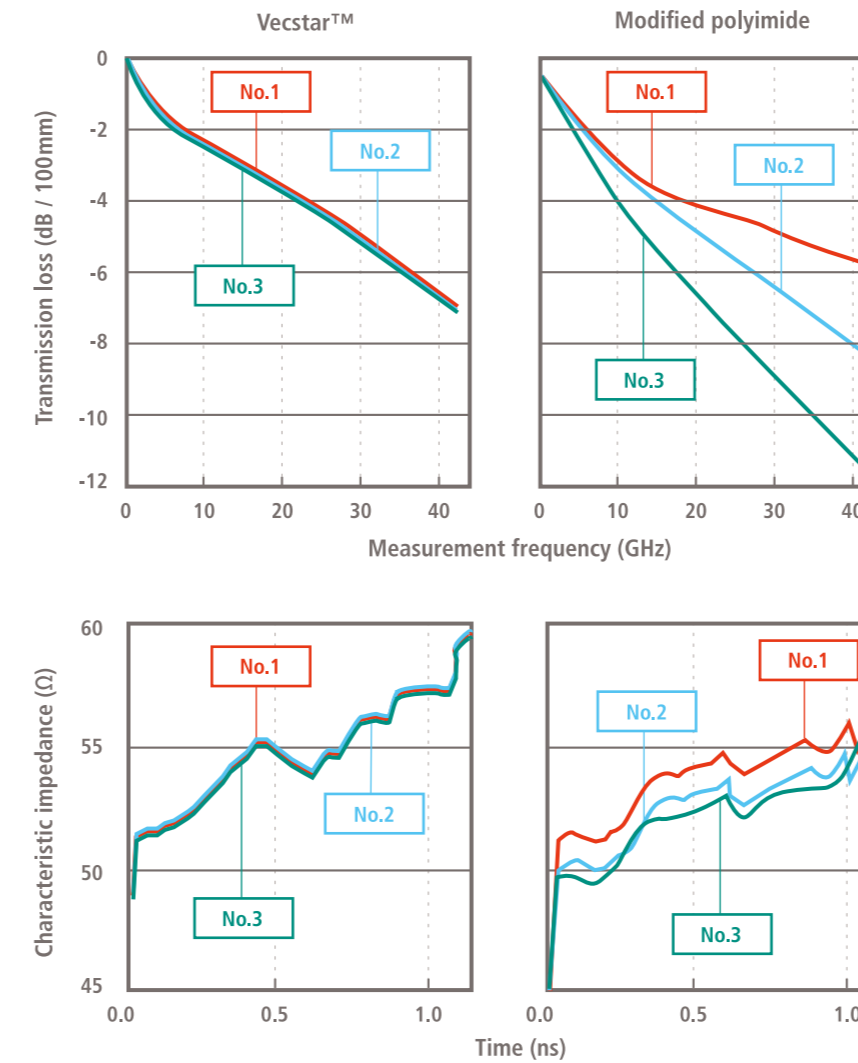 Vecstar™
Modified polyimide
Transmission loss (dB / 100mm)
0
-2
-4
-6
-8
-10
-12
No.1
No.2
No.3
No.1
No.2
No.3
0 10 20 30 40
0 10 20 30 40
Measurement frequency (GHz)
Characteristic impedance (Ω)
60
55
50
45
No.1
No.2
No.3
No.1
No.2
No.3
0.0 0.5 1.0
0.0 0.5 1.0
Time (ns)